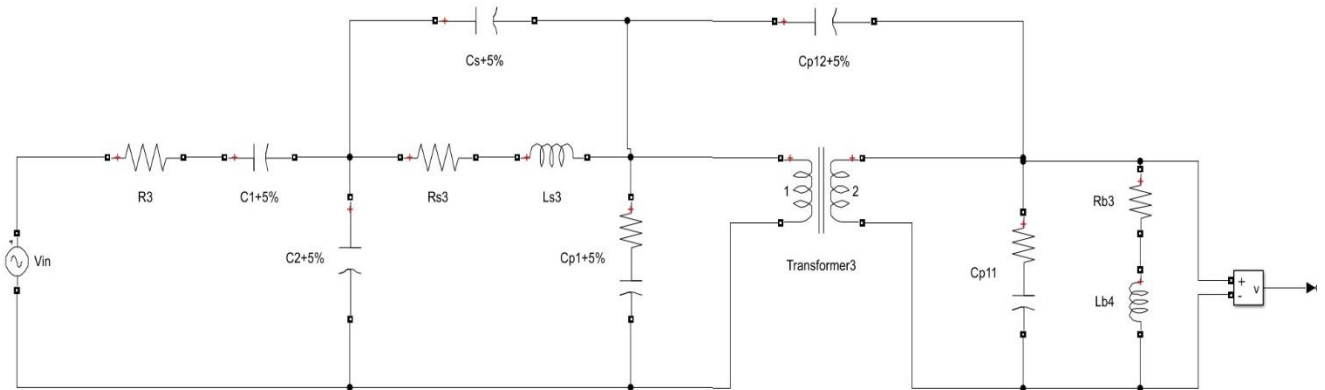 Cs+5%
Cp12+5%
R3
C1+5%
Rs3
Ls3
1
2
Rb3
Vin
C2+5%
Cp1+5%
Transformer3
Cp11
Lb4
+
-
v